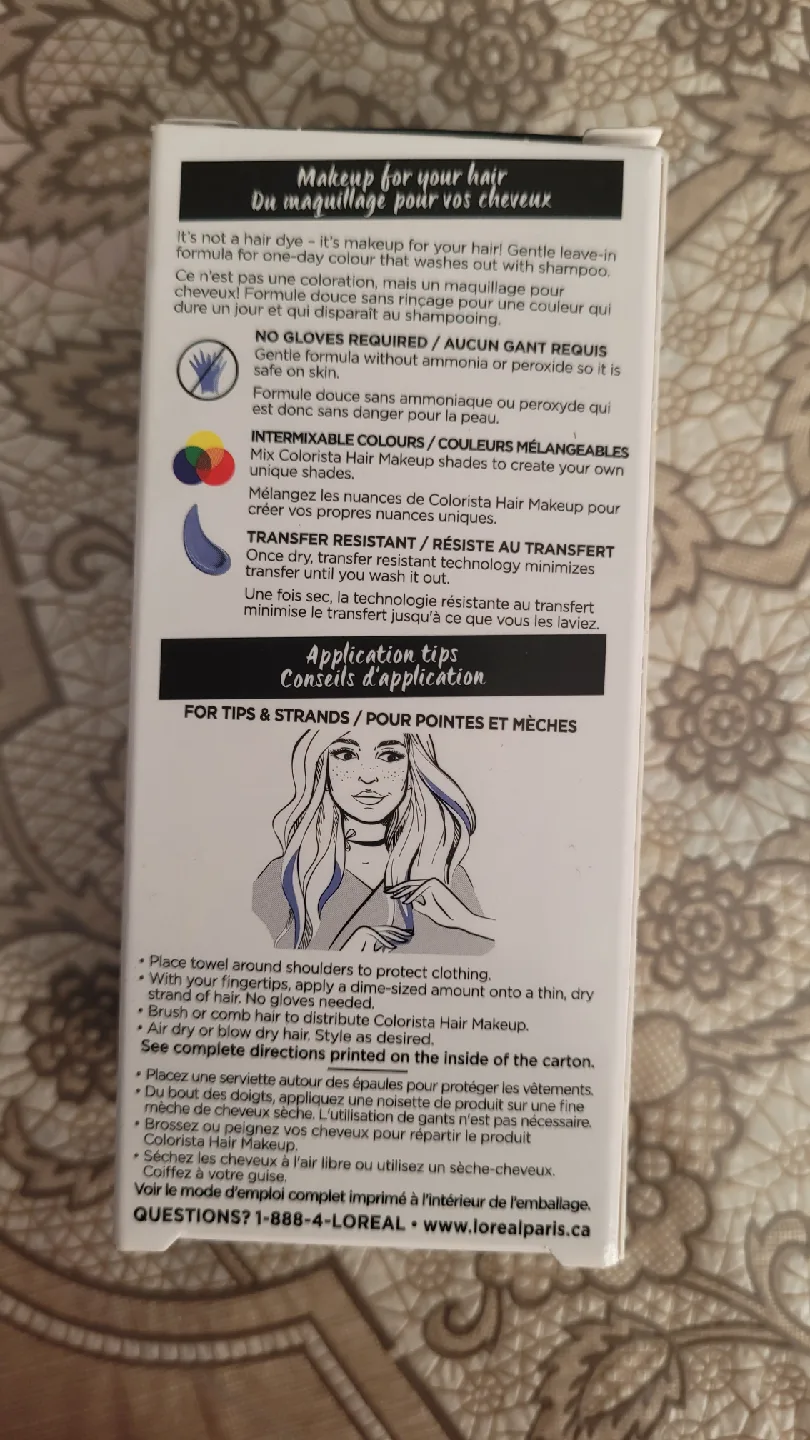 Makeup for your hair
Du maquillage pour vos cheveux
It's not a hair dye – it's makeup for your hair! Gentle leave-in
formula for one-day colour that washes out with shampoo.
Ce n'est pas une coloration, mais un maquillage pour
cheveux! Formule douce sans rinçage pour une couleur qui
dure un jour et qui disparaît au shampooing.
NO GLOVES REQUIRED / AUCUN GANT REQUIS
Gentle formula without ammonia or peroxide so it is
safe on skin.
Formule douce sans ammoniaque ou peroxyde qui
est donc sans danger pour la peau.
INTERMIXABLE COLOURS / COULEURS MÉLANGEABLES
Mix Colorista Hair Makeup shades to create your own
unique shades.
Mélangez les nuances de Colorista Hair Makeup pour
créer vos propres nuances uniques.
TRANSFER RESISTANT / RÉSISTE AU TRANSFERT
Once dry, transfer resistant technology minimizes
transfer until you wash it out.
Une fois sec, la technologie résistante au transfert
minimise le transfert jusqu'à ce que vous les laviez.
Application tips
Conseils d'application
FOR TIPS & STRANDS / POUR POINTES ET MÈCHES
• Place towel around shoulders to protect clothing.
• With your fingertips, apply a dime-sized amount onto a thin, dry
strand of hair. No gloves needed.
• Brush or comb hair to distribute Colorista Hair Makeup.
• Air dry or blow dry hair. Style as desired.
See complete directions printed on the inside of the carton.
• Placez une serviette autour des épaules pour protéger les vêtements.
• Du bout des doigts, appliquez une noisette de produit sur une fine
mèche de cheveux sèche. L'utilisation de gants n'est pas nécessaire.
• Brossez ou peignez vos cheveux pour répartir le produit
Colorista Hair Makeup.
• Séchez les cheveux à l'air libre ou utilisez un sèche-cheveux.
Coiffez à votre guise.
Voir le mode d'emploi complet imprimé à l'intérieur de l'emballage.
QUESTIONS? 1-888-4-LOREAL • www.lorealparis.ca